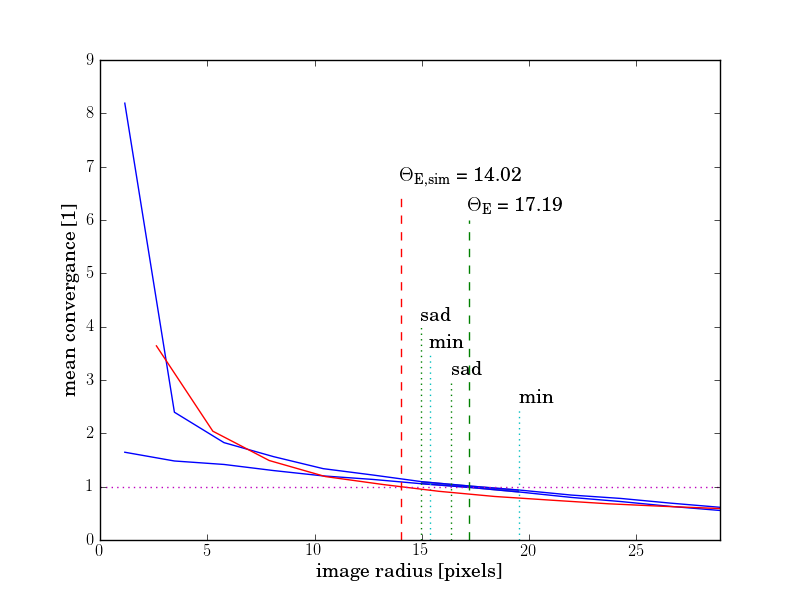 9
8
7
6
5
4
3
2
1
0
mean convergance [1]
Θ_E,sim = 14.02
Θ_E = 17.19
sad
min
sad
min
0 5 10 15 20 25
image radius [pixels]